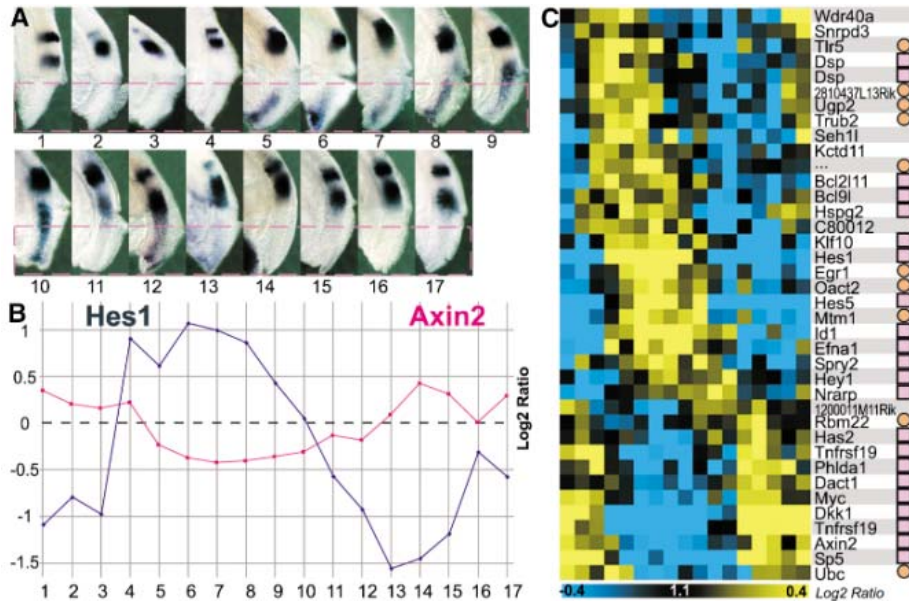 A
1 2 3 4 5 6 7 8 9
10 11 12 13 14 15 16 17
B
Hes1 Axin2
1
0.5
0
-0.5
-1
-1.5
Log2 Ratio
1 2 3 4 5 6 7 8 9 10 11 12 13 14 15 16 17
C
Wdr40a
Snrpd3
Tlr5
Dsp
Dsp
2810437L13Rik
Ugp2
Trub2
Seh1l
Kctd11
...
Bcl2l11
Bcl9l
Hspg2
C80012
Klf10
Hes1
Egr1
Oact2
Hes5
Mtm1
Id1
Efna1
Spry2
Hey1
Nrarp
1200011M11Rik
Rbm22
Has2
Tnfrsf19
Phlda1
Dact1
Myc
Dkk1
Tnfrsf19
Axin2
Sp5
Ubc
-0.4 1.1 0.4 Log2 Ratio